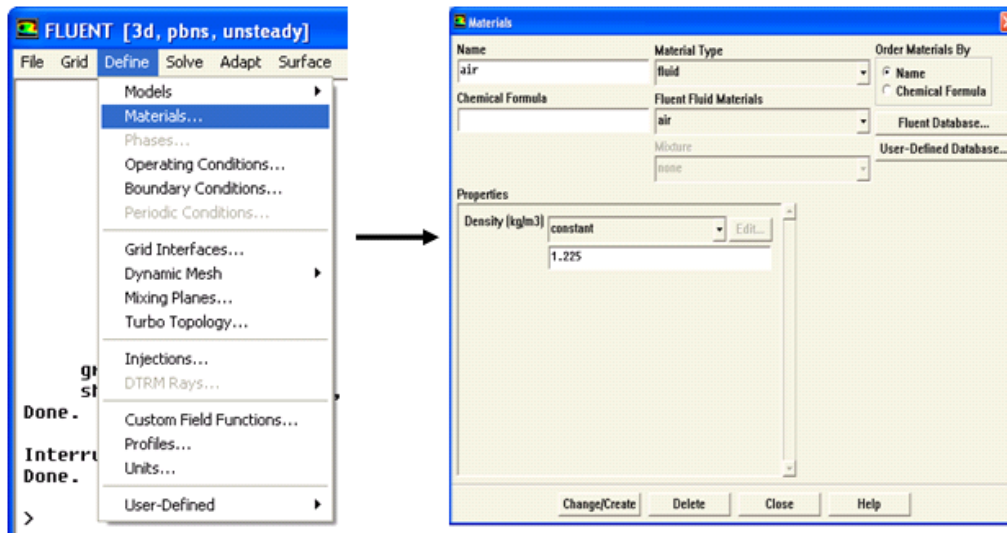 FLUENT [3d, pbns, unsteady]
File Grid Define Solve Adapt Surface
Models
Materials...
Phases...
Operating Conditions...
Boundary Conditions...
Periodic Conditions...
Grid Interfaces...
Dynamic Mesh
Mixing Planes...
Turbo Topology...
Injections...
DTRM Rays...
Custom Field Functions...
Profiles...
Units...
User-Defined
Done.
Done.
>
Materials
Name Material Type Order Materials By
air fluid Name
Chemical Formula
Chemical Formula Fluent Fluid Materials
air Fluent Database...
Mixture User-Defined Database...
none
Properties
Density (kg/m3) constant Edit...
1.225
Change/Create Delete Close Help